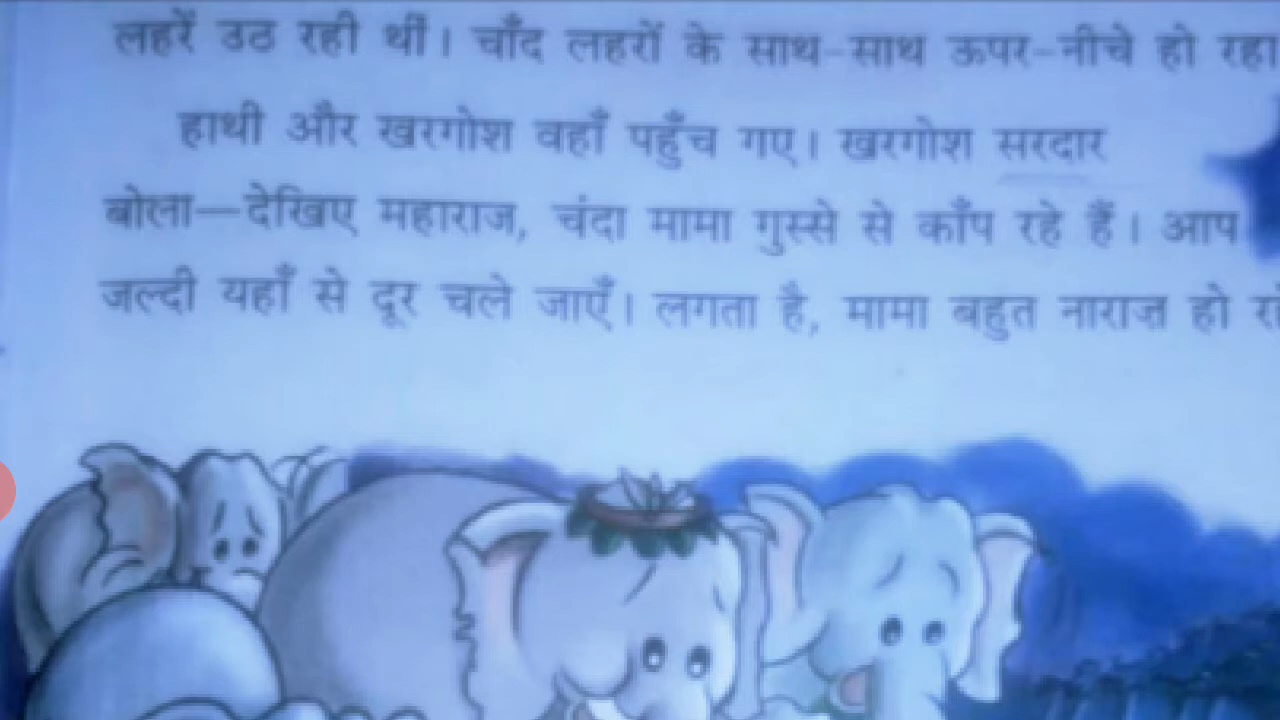 लहरें उठ रही थीं। चाँद लहरों के साथ-साथ ऊपर-नीचे हो रहा
हाथी और खरगोश वहाँ पहुँच गए। खरगोश सरदार
बोला—देखिए महाराज, चंदा मामा गुस्से से काँप रहे हैं। आप
जल्दी यहाँ से दूर चले जाएँ। लगता है, मामा बहुत नाराज़ हो